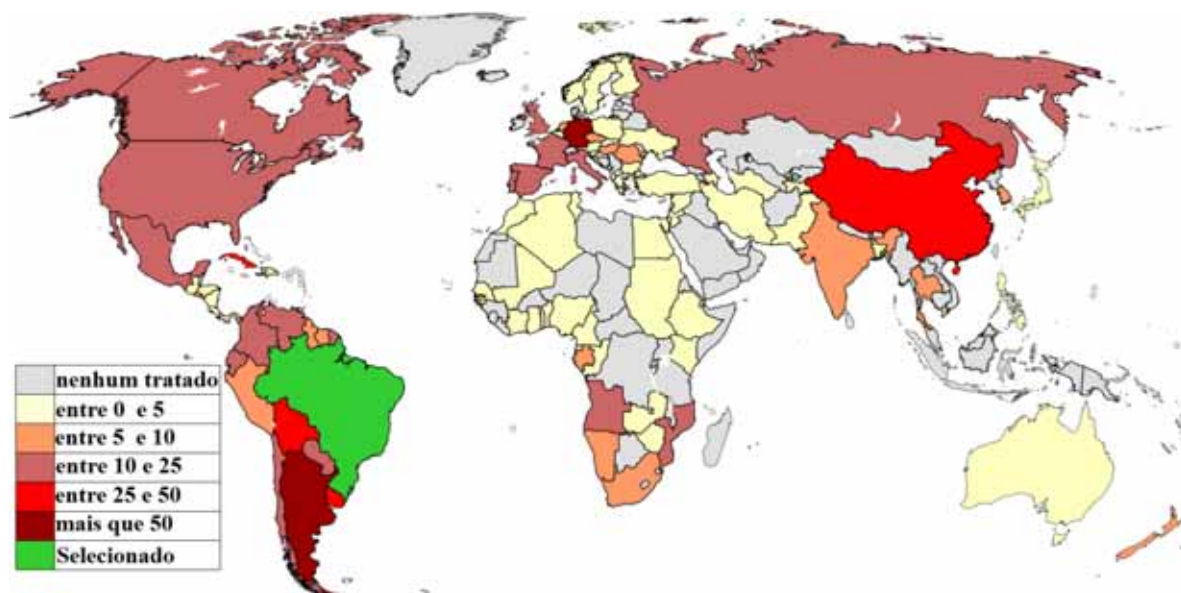 nenhum tratado
entre 0 e 5
entre 5 e 10
entre 10 e 25
entre 25 e 50
mais que 50
Selecionado